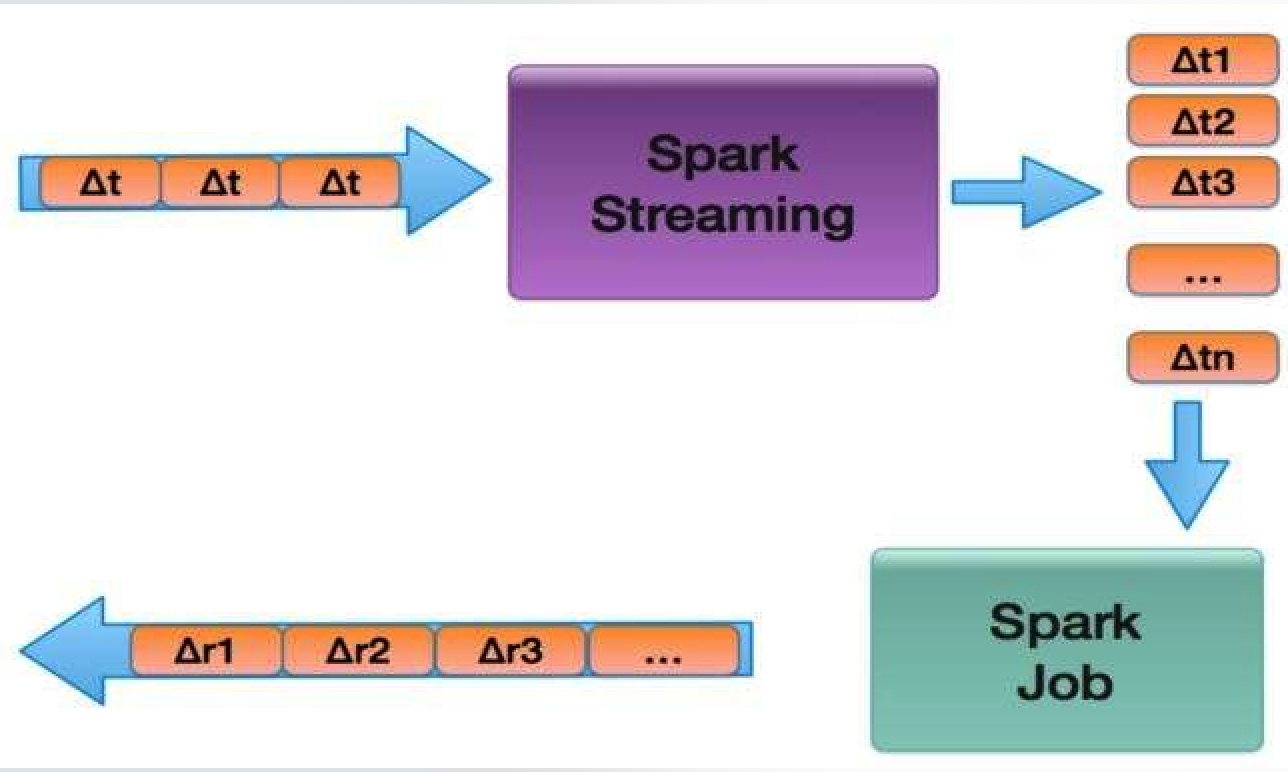 Δt Δt Δt
Spark
Streaming
Δt1
Δt2
Δt3
...
Δtn
Spark
Job
Δr1 Δr2 Δr3 ...